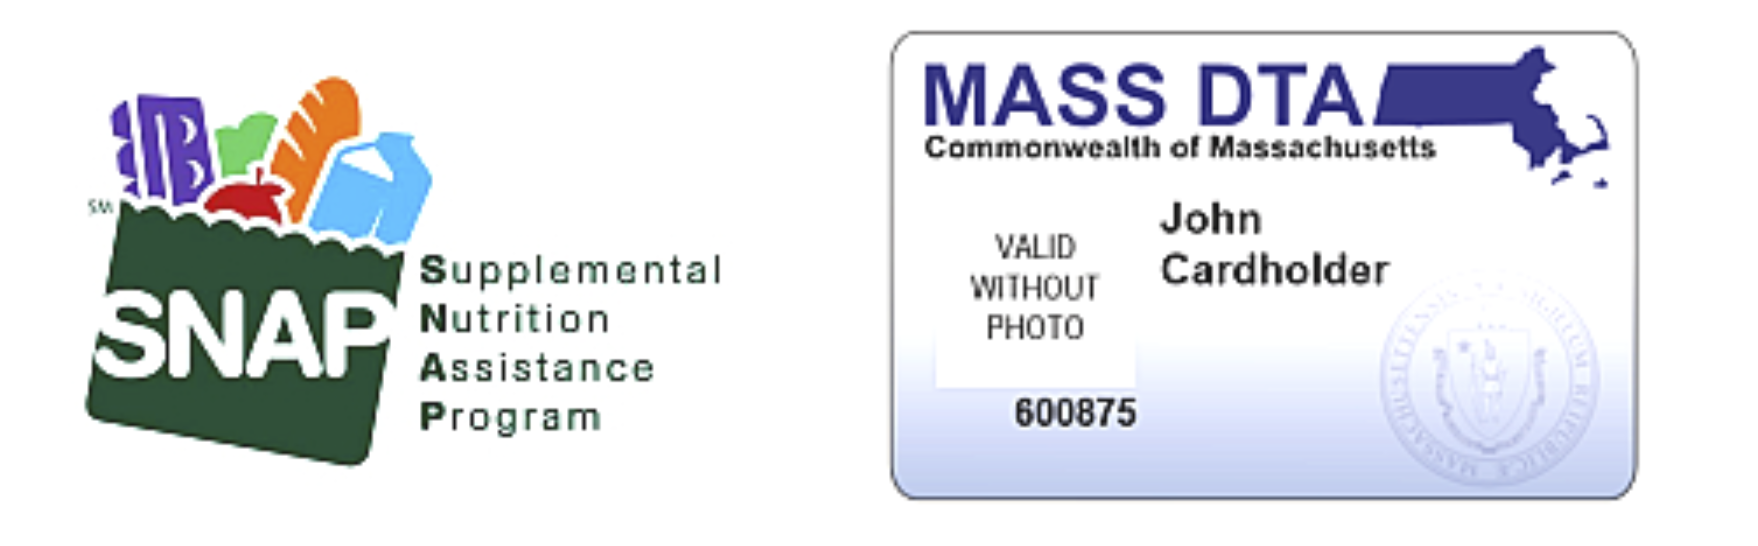 SM
SNAP
Supplemental
Nutrition
Assistance
Program
MASS DTA
Commonwealth of Massachusetts
John
Cardholder
VALID
WITHOUT
PHOTO
600875